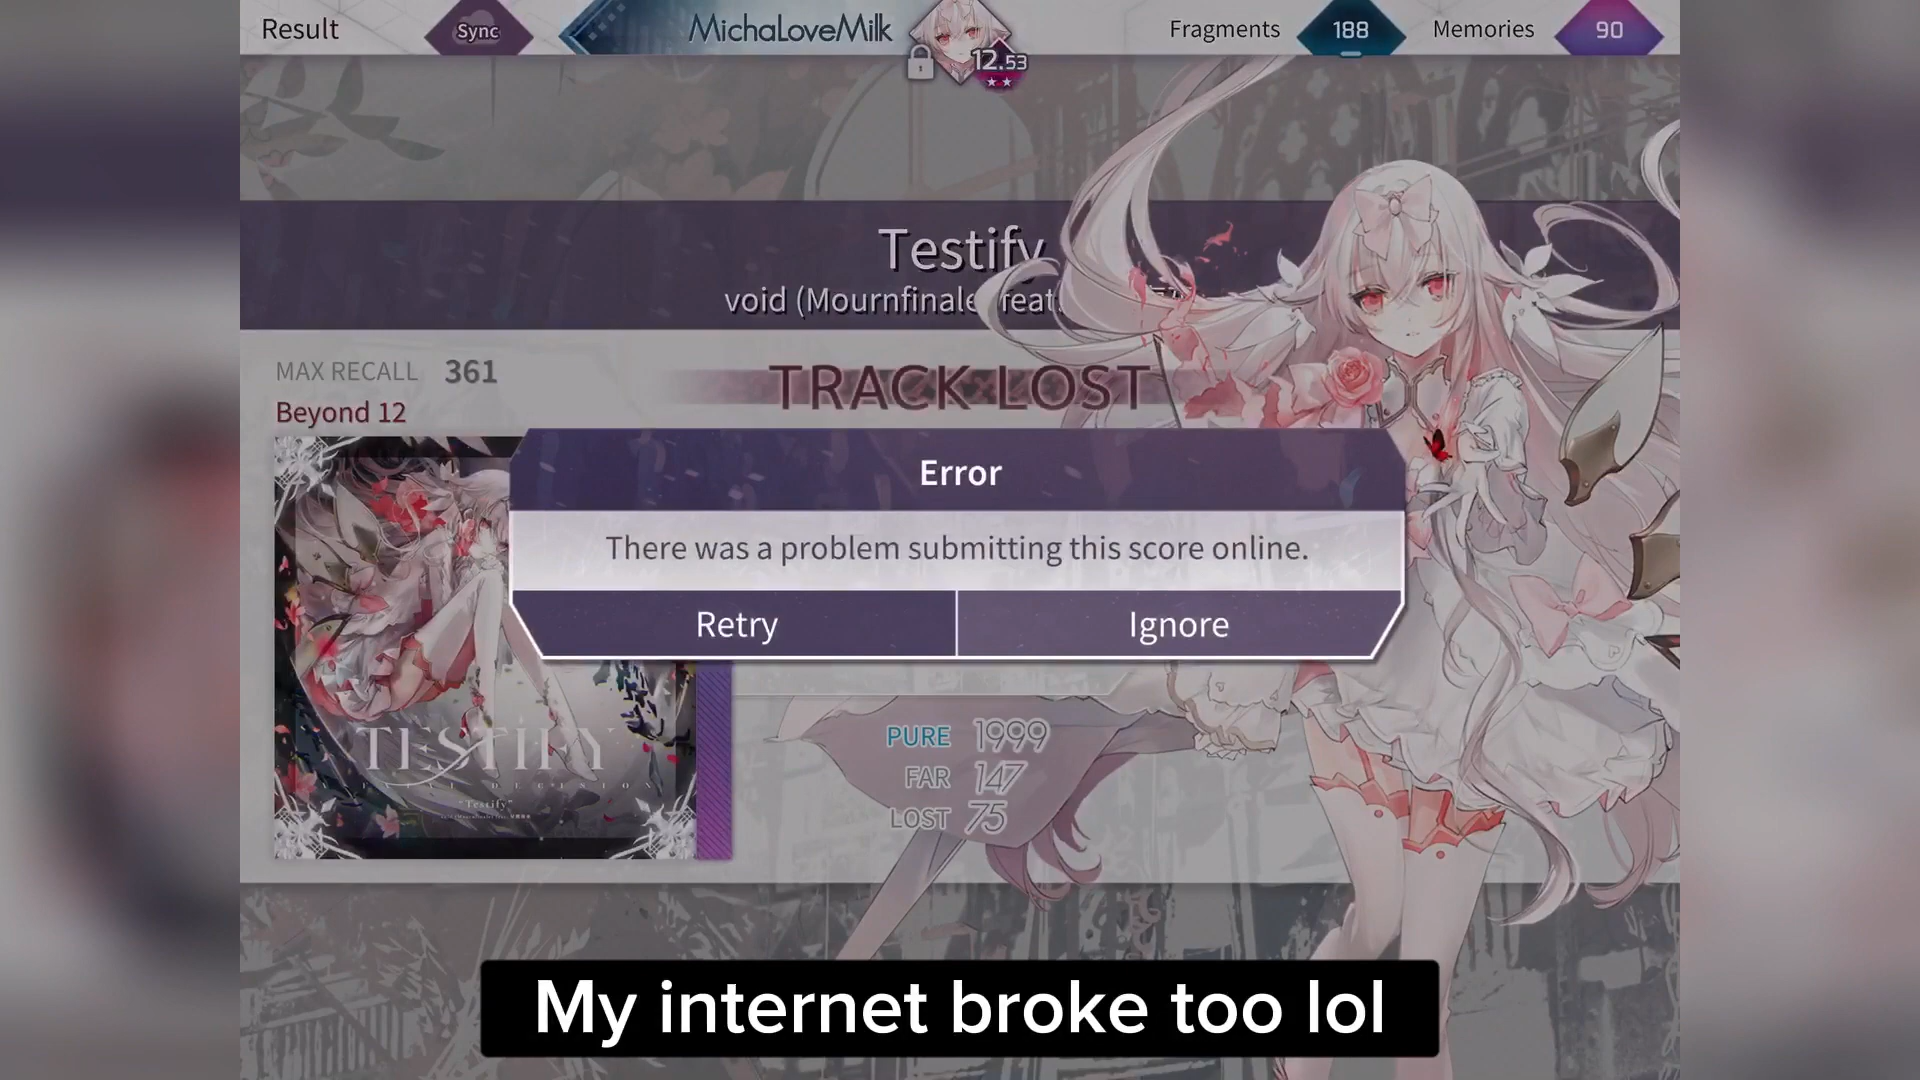 Result
Sync
MichaLoveMilk
12.53
Fragments
188
Memories
90
Testify
void (Mournfinale) feat.
MAX RECALL 361
TRACK LOST
Beyond 12
Error
There was a problem submitting this score online.
Retry
Ignore
TESTIFY
"Testify"
PURE 1999
FAR 147
LOST 75
My internet broke too lol